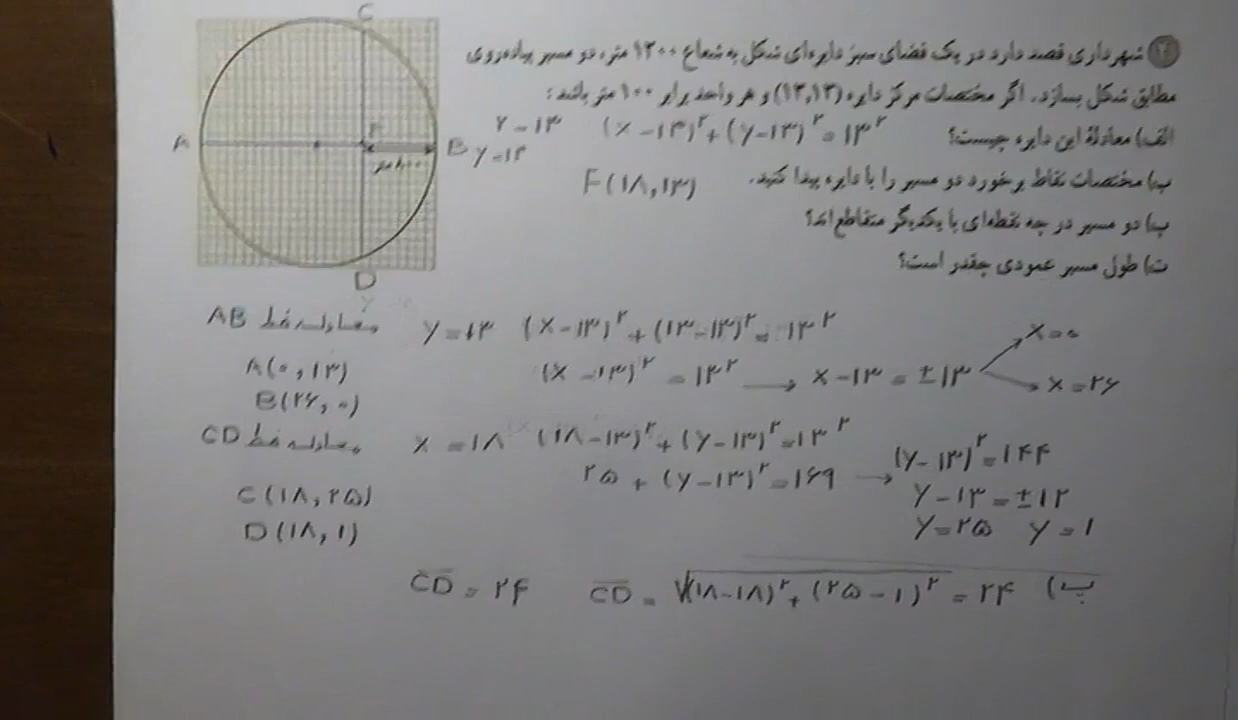 C
A
F
۸۰۰ متر
B
D
۷) شهرداری قصد دارد در یک فضای سبز دایره‌ای شکل به شعاع ۱۳۰۰ متر، دو مسیر پیاده‌روی
مطابق شکل بسازد. اگر مختصات مرکز دایره (۱۳,۱۳) و هر واحد برابر ۱۰۰ متر باشد:
الف) معادلهٔ این دایره چیست؟ (x-۱۳)^۲+(y-۱۳)^۲=۱۳^۲ r=۱۳
y=۱۳
ب) مختصات نقاط برخورد دو مسیر را با دایره پیدا کنید. F(۱۸,۱۳)
پ) دو مسیر در چه نقطه‌ای با یکدیگر متقاطع‌اند؟
ت) طول مسیر عمودی چقدر است؟
معادله خط AB y=۱۳ (x-۱۳)^۲+(۱۳-۱۳)^۲=۱۳^۲ x=۰
A(۰,۱۳) (x-۱۳)^۲=۱۳^۲ → x-۱۳=±۱۳ x=۲۶
B(۲۶,۰)
معادله خط CD x=۱۸ (۱۸-۱۳)^۲+(y-۱۳)^۲=۱۳^۲
۲۵+(y-۱۳)^۲=۱۶۹ → (y-۱۳)^۲=۱۴۴
C(۱۸,۲۵) y-۱۳=±۱۲
D(۱۸,۱) y=۲۵ y=۱
CD=۲۴ CD=√(۱۸-۱۸)^۲+(۲۵-۱)^۲=۲۴ پ)